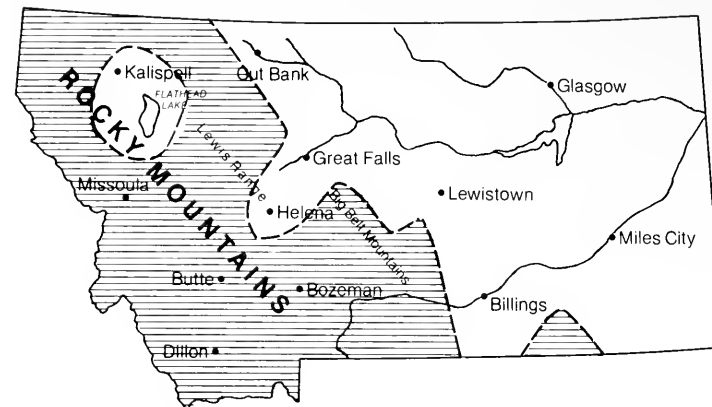 Kalispell
Cut Bank
FLATHEAD
LAKE
Glasgow
ROCKY MOUNTAINS
Lewis Range
Great Falls
Missoula
Lewistown
Helena
Big Belt Mountains
Miles City
Butte
Bozeman
Billings
Dillon